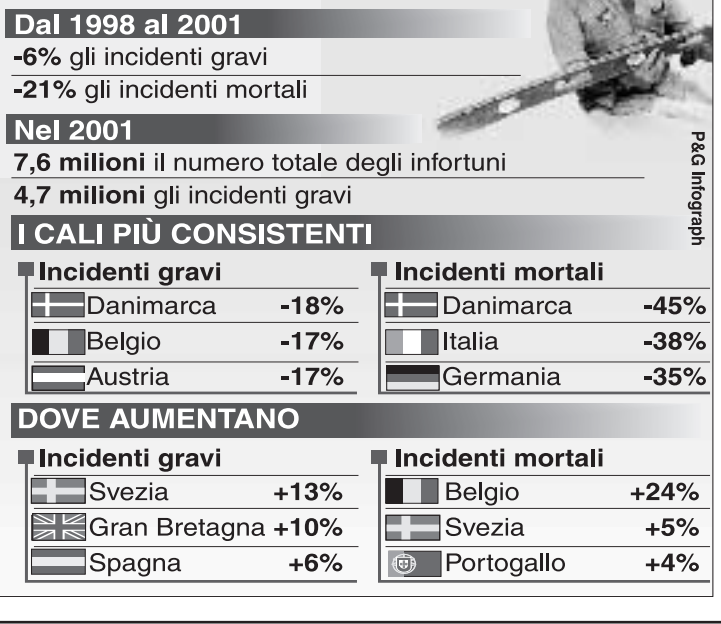 Dal 1998 al 2001
-6% gli incidenti gravi
-21% gli incidenti mortali
Nel 2001
7,6 milioni il numero totale degli infortuni
4,7 milioni gli incidenti gravi
P&G Infograph
I CALI PIÙ CONSISTENTI
Incidenti gravi
Danimarca -18%
Belgio -17%
Austria -17%
Incidenti mortali
Danimarca -45%
Italia -38%
Germania -35%
DOVE AUMENTANO
Incidenti gravi
Svezia +13%
Gran Bretagna +10%
Spagna +6%
Incidenti mortali
Belgio +24%
Svezia +5%
Portogallo +4%